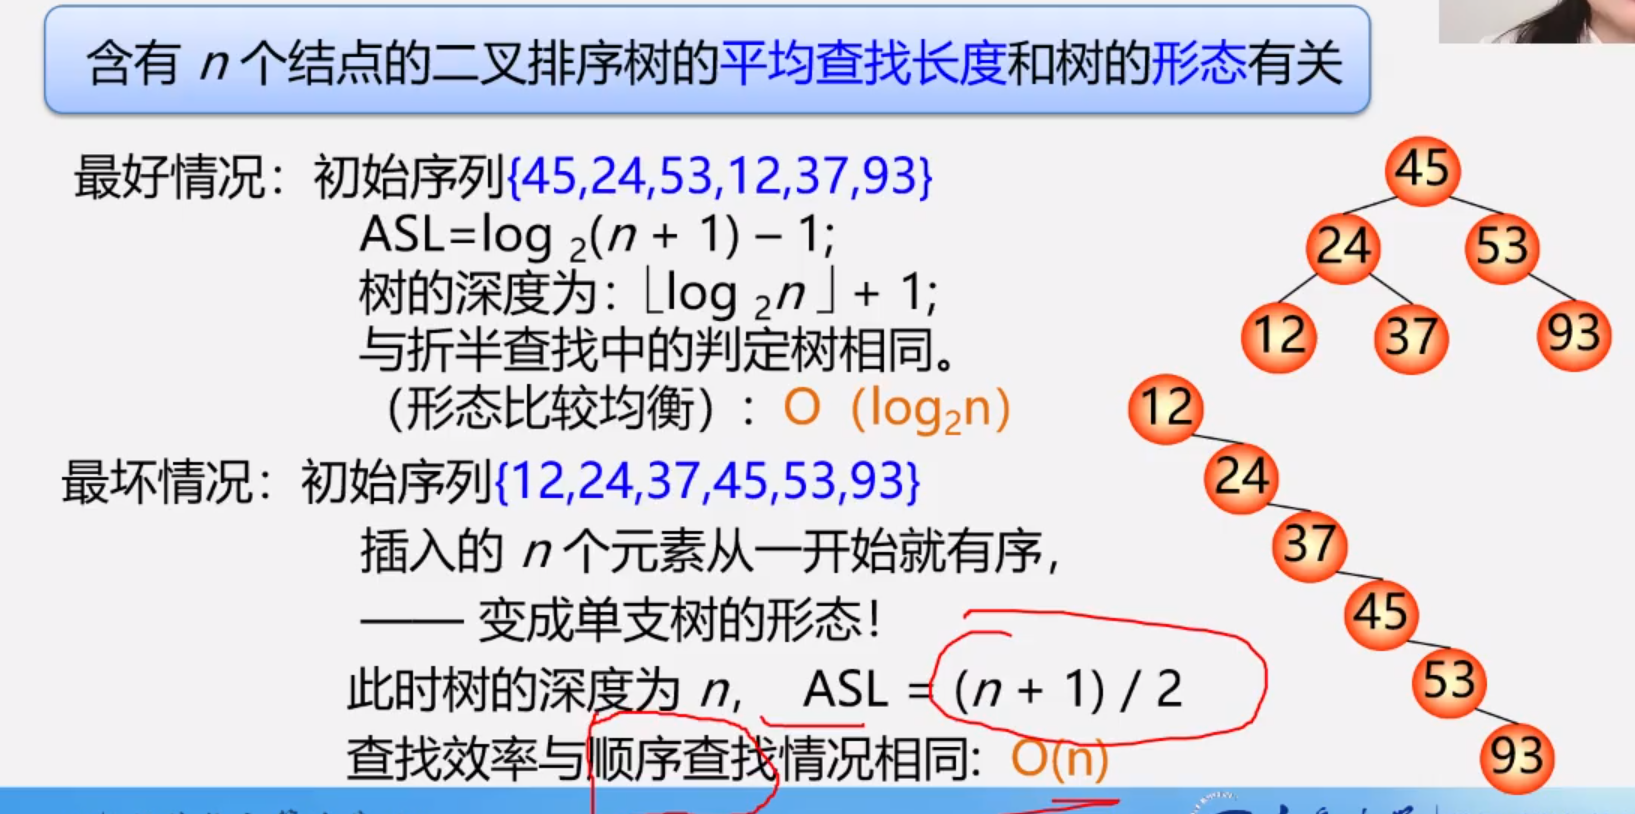 含有 n 个结点的二叉排序树的平均查找长度和树的形态有关
最好情况：初始序列{45,24,53,12,37,93}
ASL=log 2(n + 1) – 1;
树的深度为：⌊log 2n ⌋ + 1;
与折半查找中的判定树相同。
（形态比较均衡）：O（log2n）
45
24 53
12 37 93
最坏情况：初始序列{12,24,37,45,53,93}
插入的 n 个元素从一开始就有序，
—— 变成单支树的形态！
此时树的深度为 n， ASL = (n + 1) / 2
查找效率与顺序查找情况相同: O(n)
12
24
37
45
53
93